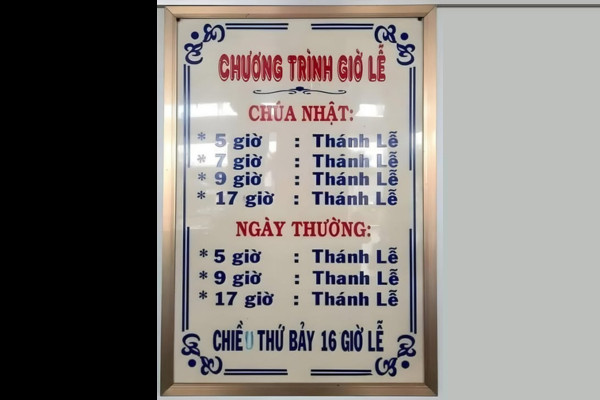 CHƯƠNG TRÌNH GIỜ LỄ
CHÚA NHẬT:
* 5 giờ : Thánh Lễ
* 7 giờ : Thánh Lễ
* 9 giờ : Thánh Lễ
* 17 giờ : Thánh Lễ
NGÀY THƯỜNG:
* 5 giờ : Thánh Lễ
* 9 giờ : Thanh Lễ
* 17 giờ : Thánh Lễ
CHIỀU THỨ BẢY 16 GIỜ LỄ